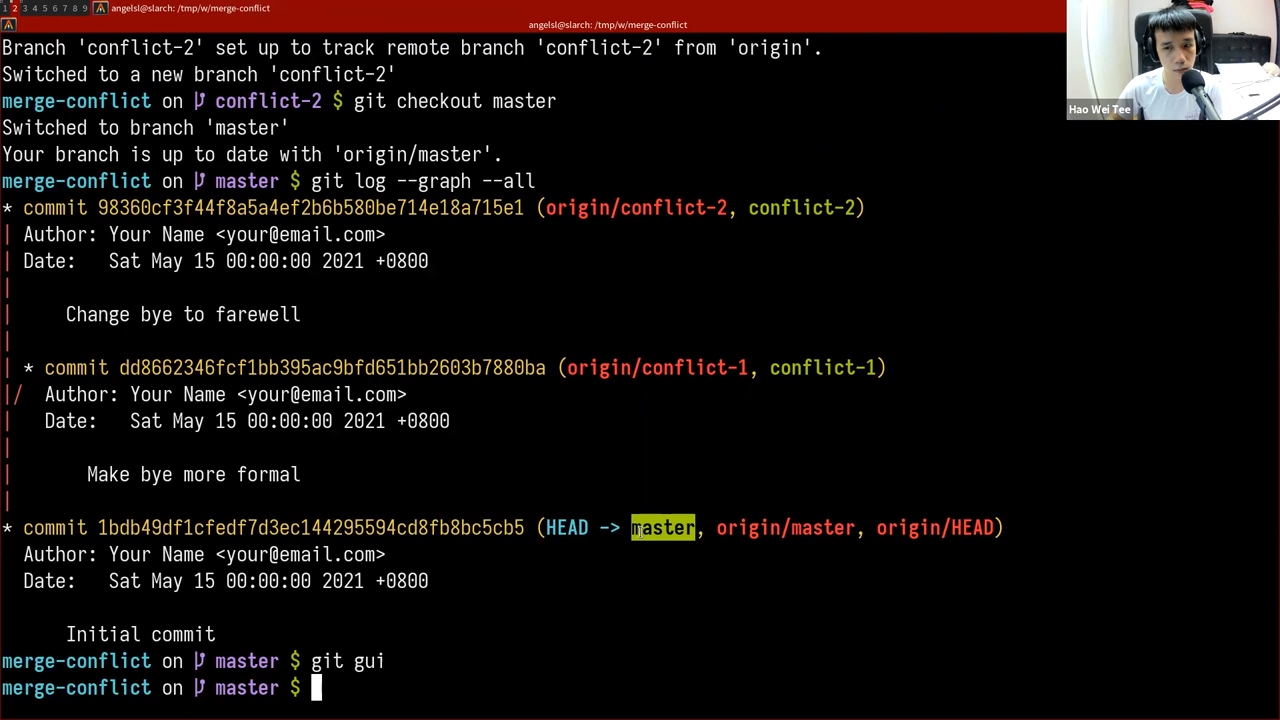 1 2 3 4 5 6 7 8 9 angelsl@slarch: /tmp/w/merge-conflict
angelsl@slarch: /tmp/w/merge-conflict
Branch 'conflict-2' set up to track remote branch 'conflict-2' from 'origin'.
Switched to a new branch 'conflict-2'
merge-conflict on conflict-2 $ git checkout master
Switched to branch 'master'
Your branch is up to date with 'origin/master'.
merge-conflict on master $ git log --graph --all
* commit 98360cf3f44f8a5a4ef2b6b580be714e18a715e1 (origin/conflict-2, conflict-2)
| Author: Your Name <your@email.com>
| Date:   Sat May 15 00:00:00 2021 +0800
|
|     Change bye to farewell
|
| * commit dd8662346fcf1bb395ac9bfd651bb2603b7880ba (origin/conflict-1, conflict-1)
|/  Author: Your Name <your@email.com>
|   Date:   Sat May 15 00:00:00 2021 +0800
|
|       Make bye more formal
|
* commit 1bdb49df1cfedf7d3ec144295594cd8fb8bc5cb5 (HEAD -> master, origin/master, origin/HEAD)
  Author: Your Name <your@email.com>
  Date:   Sat May 15 00:00:00 2021 +0800
      Initial commit
merge-conflict on master $ git gui
merge-conflict on master $
Hao Wei Tee